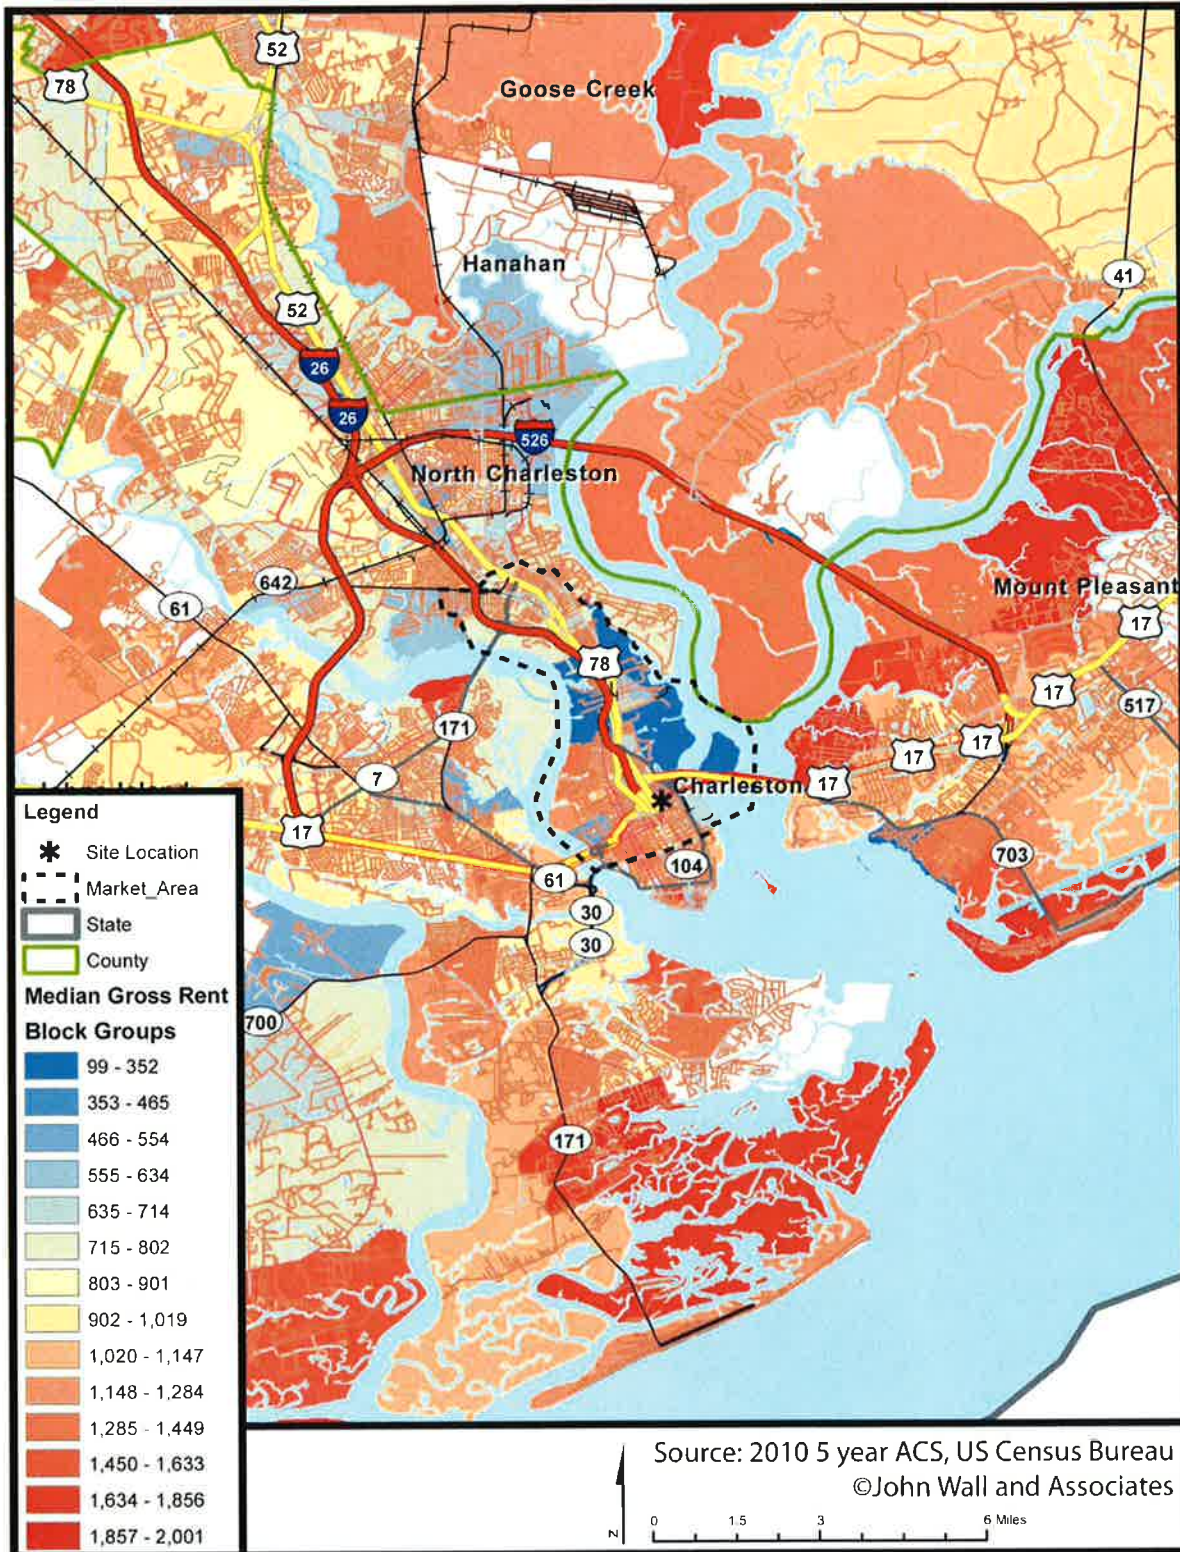 52
78
Goose Creek
Hanahan
41
52
26
26
526
North Charleston
642
61
Mount Pleasant
17
78
17
517
171
17
17
7
Charleston
17
17
703
104
61
30
30
700
171
Legend
Site Location
Market_Area
State
County
Median Gross Rent
Block Groups
99 - 352
353 - 465
466 - 554
555 - 634
635 - 714
715 - 802
803 - 901
902 - 1,019
1,020 - 1,147
1,148 - 1,284
1,285 - 1,449
1,450 - 1,633
1,634 - 1,856
1,857 - 2,001
Source: 2010 5 year ACS, US Census Bureau
©John Wall and Associates
N
0 1.5 3 6 Miles